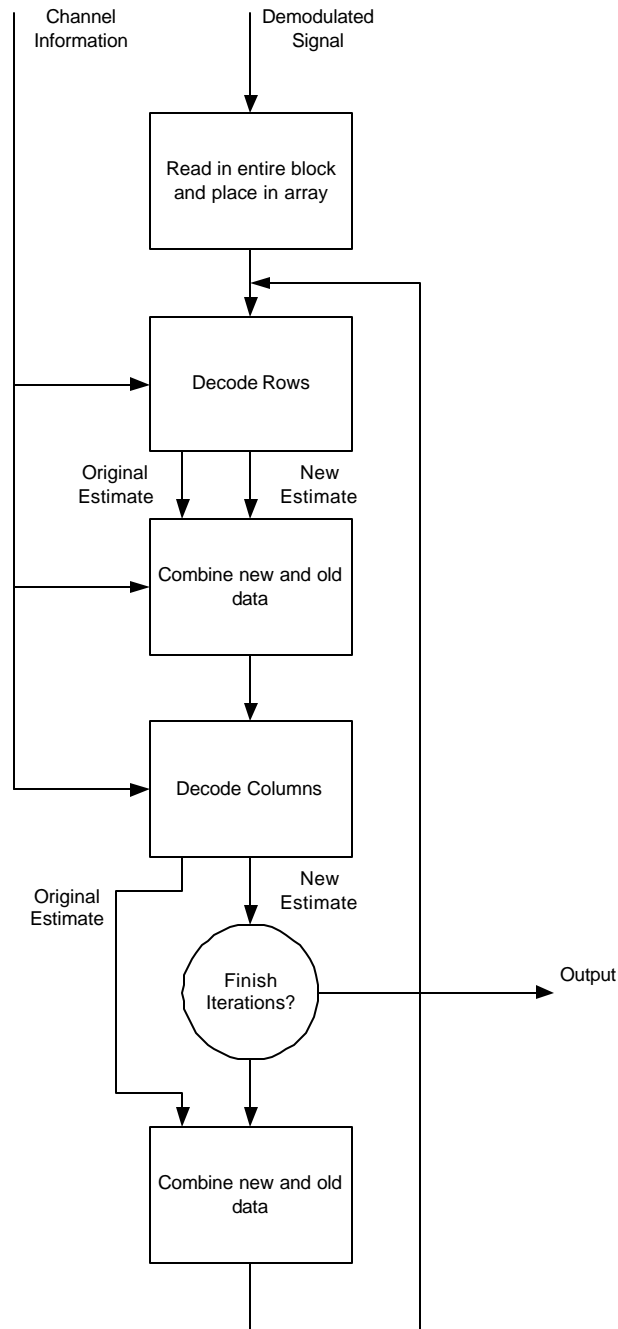 Channel
Information
Demodulated
Signal
Read in entire block
and place in array
Decode Rows
Original
Estimate
New
Estimate
Combine new and old
data
Decode Columns
Original
Estimate
New
Estimate
Finish
Iterations?
Output
Combine new and old
data